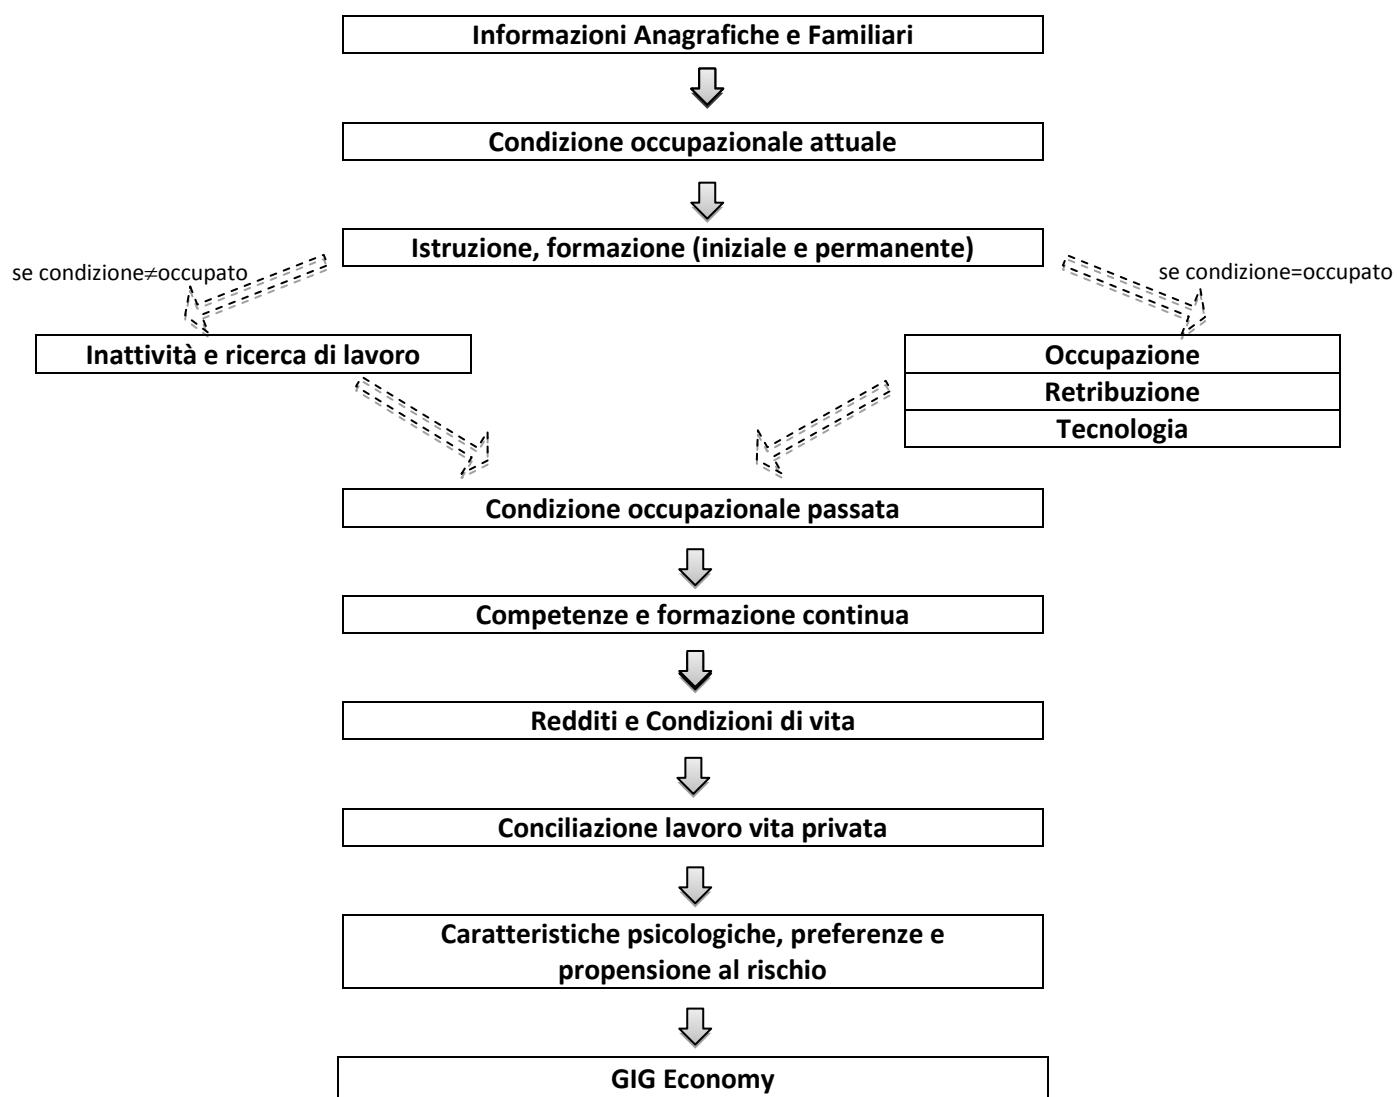 Informazioni Anagrafiche e Familiari
Condizione occupazionale attuale
Istruzione, formazione (iniziale e permanente)
se condizione≠occupato
se condizione=occupato
Inattività e ricerca di lavoro
Occupazione
Retribuzione
Tecnologia
Condizione occupazionale passata
Competenze e formazione continua
Redditi e Condizioni di vita
Conciliazione lavoro vita privata
Caratteristiche psicologiche, preferenze e
propensione al rischio
GIG Economy